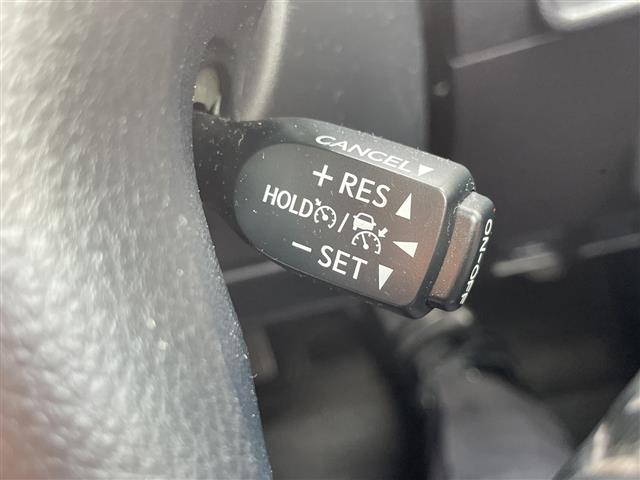 CANCEL▼
+ RES ▲
HOLD / ◀
− SET ▼
ON-OFF